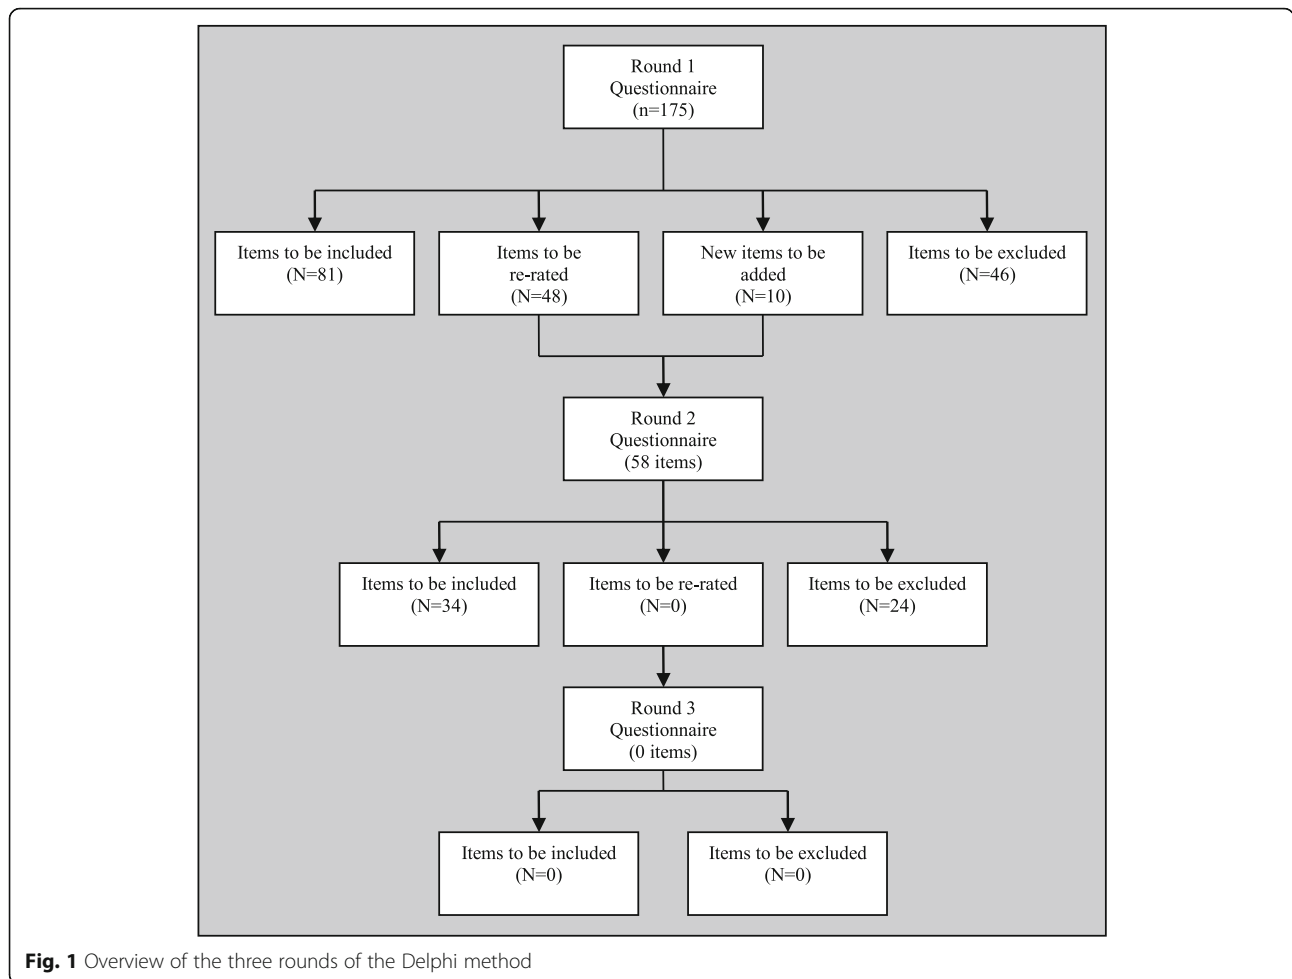 Round 1
Questionnaire
(n=175)
Items to be included
(N=81)
Items to be
re-rated
(N=48)
New items to be
added
(N=10)
Items to be excluded
(N=46)
Round 2
Questionnaire
(58 items)
Items to be included
(N=34)
Items to be re-rated
(N=0)
Items to be excluded
(N=24)
Round 3
Questionnaire
(0 items)
Items to be included
(N=0)
Items to be excluded
(N=0)
Fig. 1 Overview of the three rounds of the Delphi method